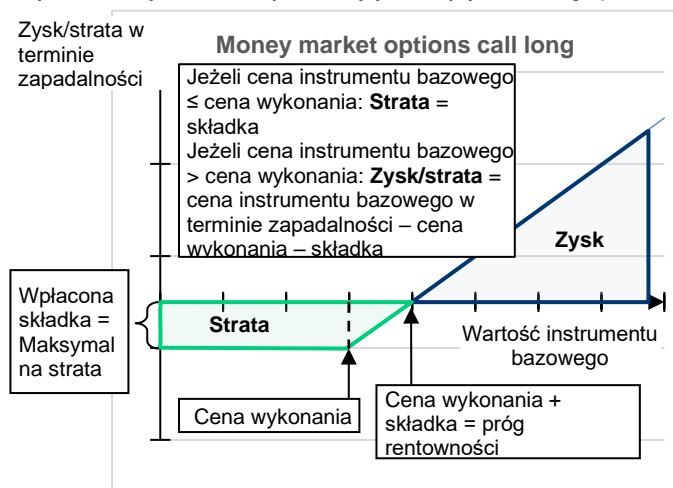 Zysk/strata w
terminie
zapadalności
Money market options call long
Jeżeli cena instrumentu bazowego
≤ cena wykonania: Strata =
składka
Jeżeli cena instrumentu bazowego
> cena wykonania: Zysk/strata =
cena instrumentu bazowego w
terminie zapadalności – cena
wykonania – składka
Zysk
Wpłacona
składka =
Maksymal
na strata
Strata
Wartość instrumentu
bazowego
Cena wykonania
Cena wykonania +
składka = próg
rentowności